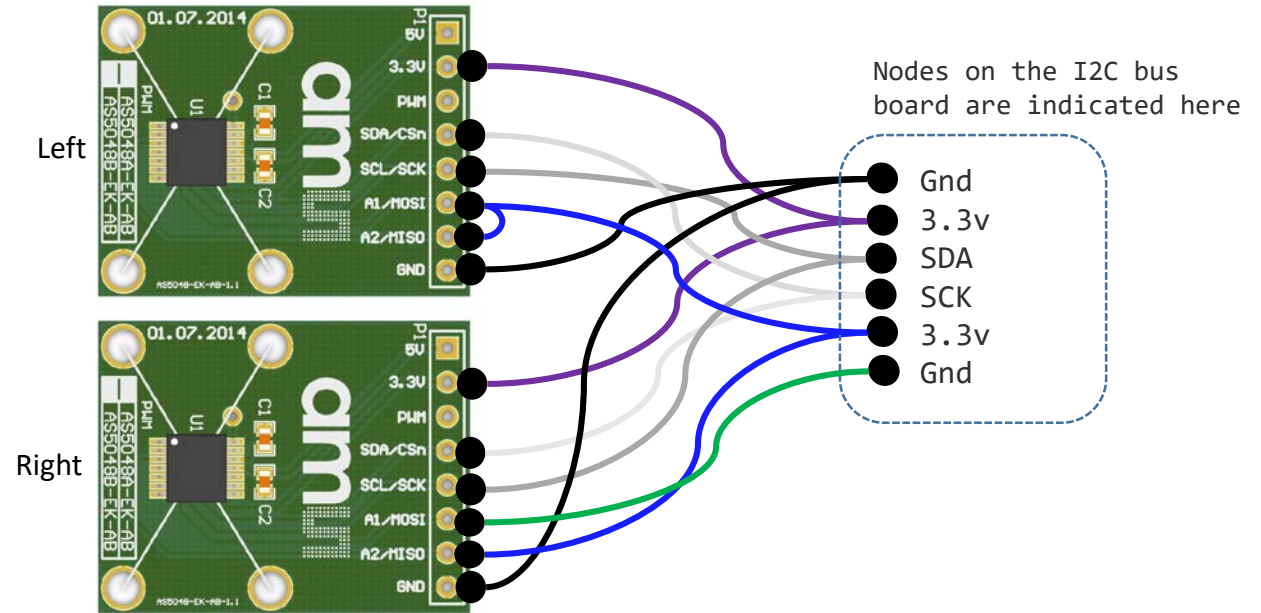 Left
01.07.2014
P1
5V
3.3V
PWM
SDA/CSn
SCL/SCK
A1/MOSI
A2/MISO
GND
PWM
U1
C1
C2
AS5048A-EK-AB
AS5048B-EK-AB
am5
AS5048-EK-AB-1.1
Right
01.07.2014
P1
5V
3.3V
PWM
SDA/CSn
SCL/SCK
A1/MOSI
A2/MISO
GND
PWM
U1
C1
C2
AS5048A-EK-AB
AS5048B-EK-AB
am5
AS5048-EK-AB-1.1
Nodes on the I2C bus
board are indicated here
Gnd
3.3v
SDA
SCK
3.3v
Gnd